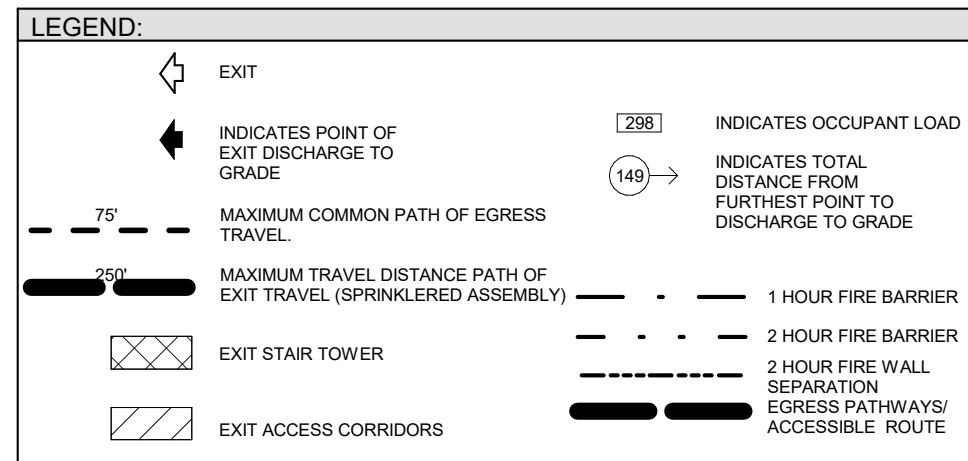 LEGEND:
EXIT
INDICATES POINT OF
EXIT DISCHARGE TO
GRADE
75'
MAXIMUM COMMON PATH OF EGRESS
TRAVEL.
250'
MAXIMUM TRAVEL DISTANCE PATH OF
EXIT TRAVEL (SPRINKLERED ASSEMBLY)
EXIT STAIR TOWER
EXIT ACCESS CORRIDORS
298
INDICATES OCCUPANT LOAD
149
INDICATES TOTAL
DISTANCE FROM
FURTHEST POINT TO
DISCHARGE TO GRADE
1 HOUR FIRE BARRIER
2 HOUR FIRE BARRIER
2 HOUR FIRE WALL
SEPARATION
EGRESS PATHWAYS/
ACCESSIBLE ROUTE